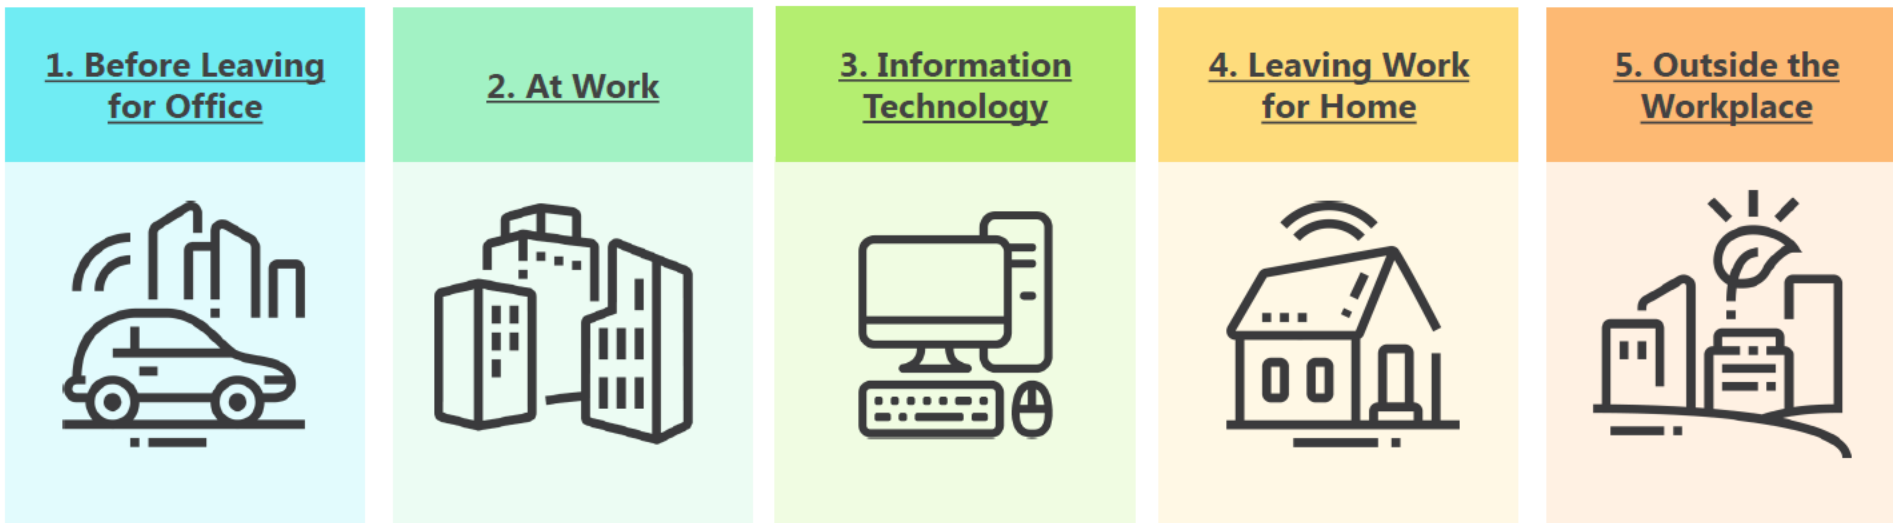 1. Before Leaving
for Office
2. At Work
3. Information
Technology
4. Leaving Work
for Home
5. Outside the
Workplace